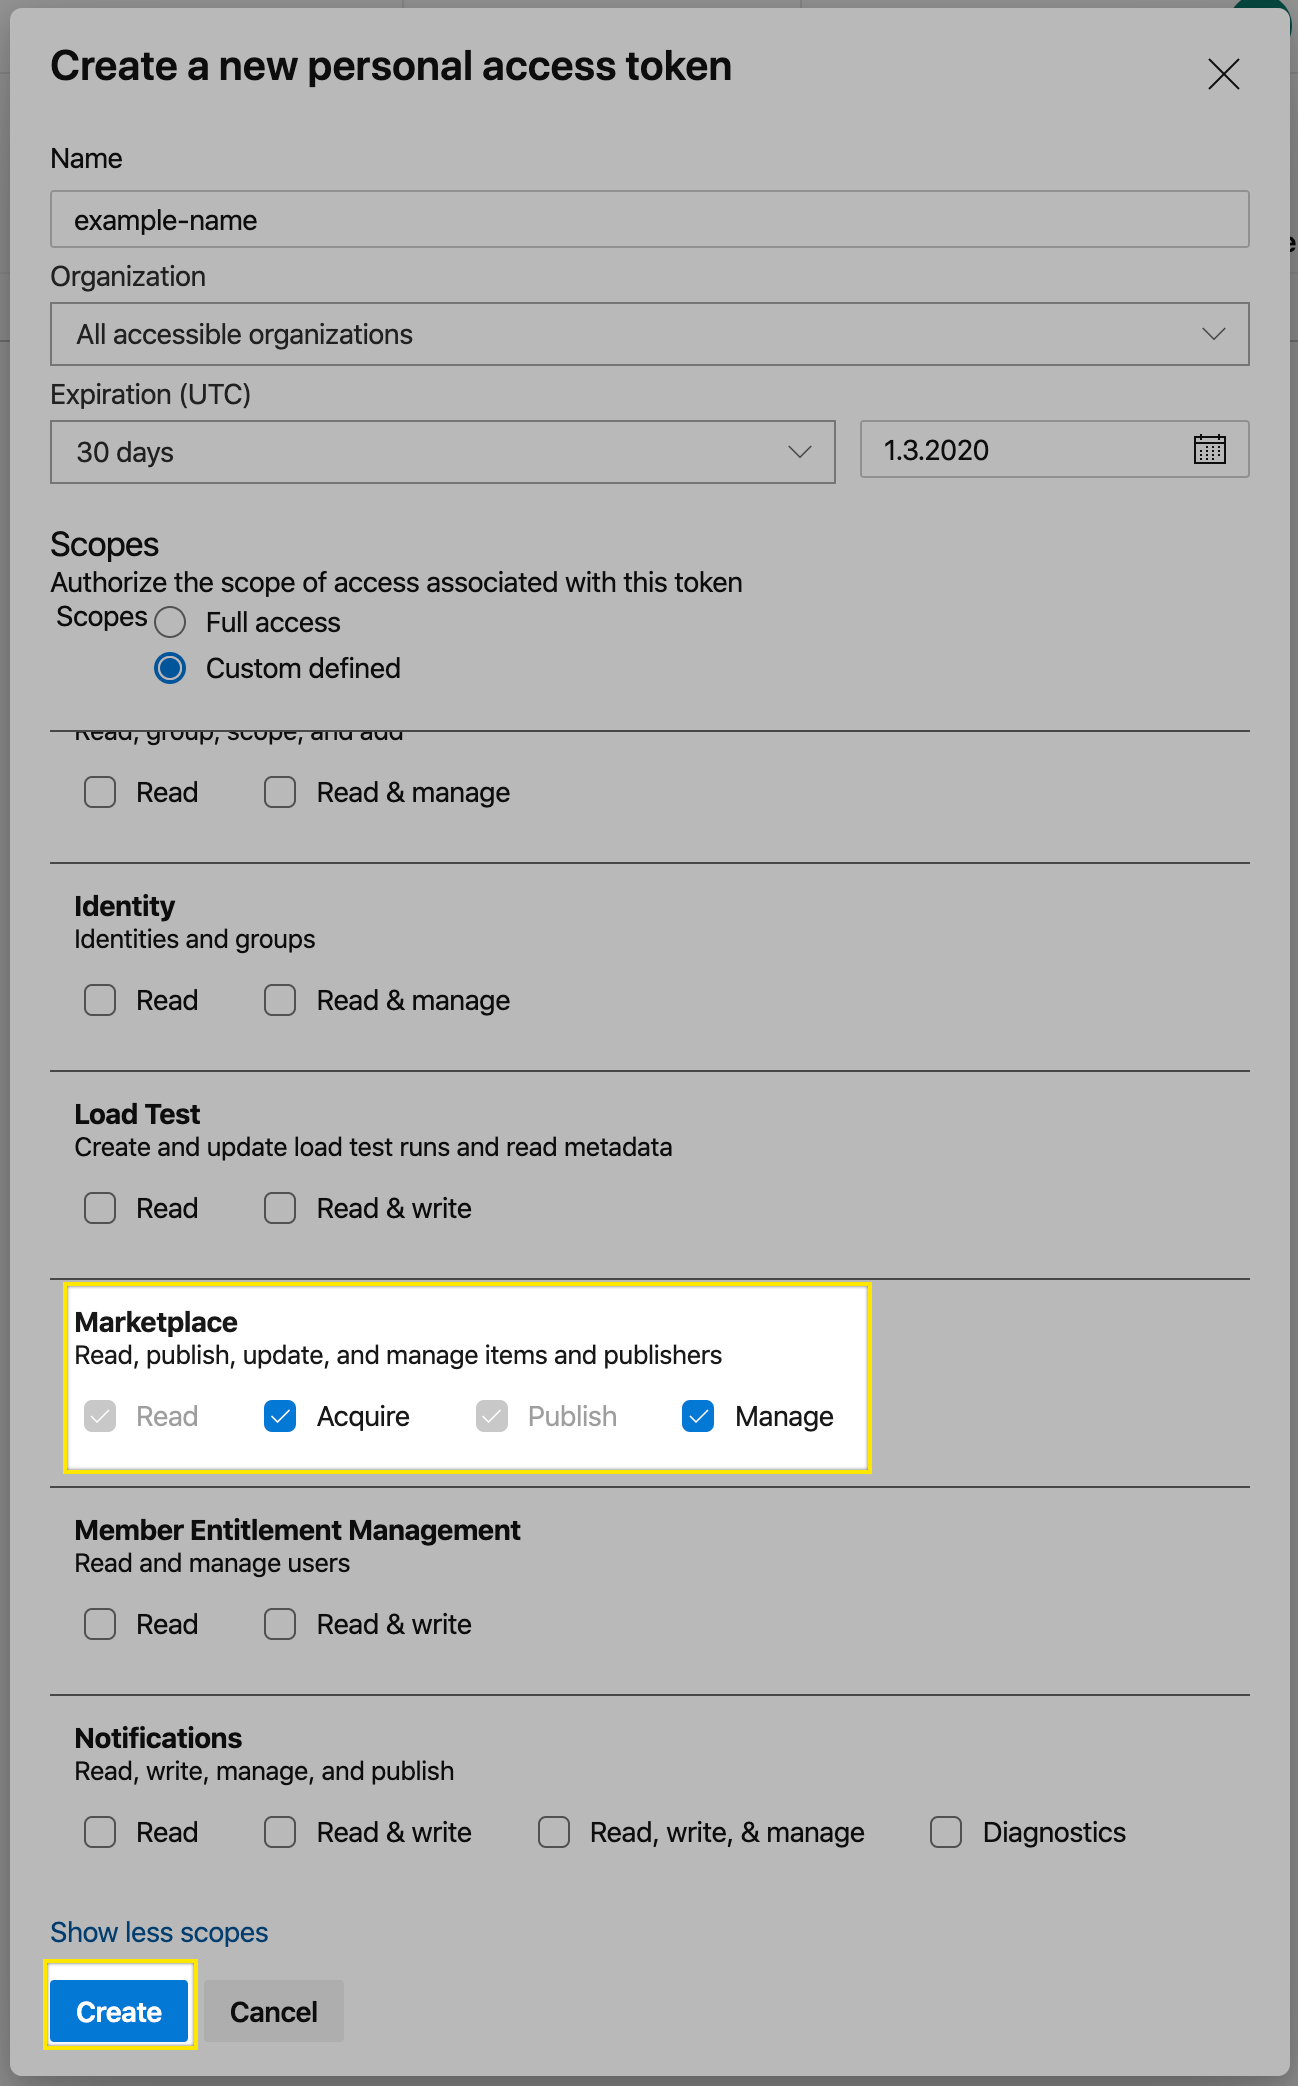 Create a new personal access token
Name
example-name
Organization
All accessible organizations
Expiration (UTC)
30 days 1.3.2020
Scopes
Authorize the scope of access associated with this token
Scopes Full access
Custom defined
Read, group, scope, and add
Read Read & manage
Identity
Identities and groups
Read Read & manage
Load Test
Create and update load test runs and read metadata
Read Read & write
Marketplace
Read, publish, update, and manage items and publishers
Read Acquire Publish Manage
Member Entitlement Management
Read and manage users
Read Read & write
Notifications
Read, write, manage, and publish
Read Read & write Read, write, & manage Diagnostics
Show less scopes
Create Cancel